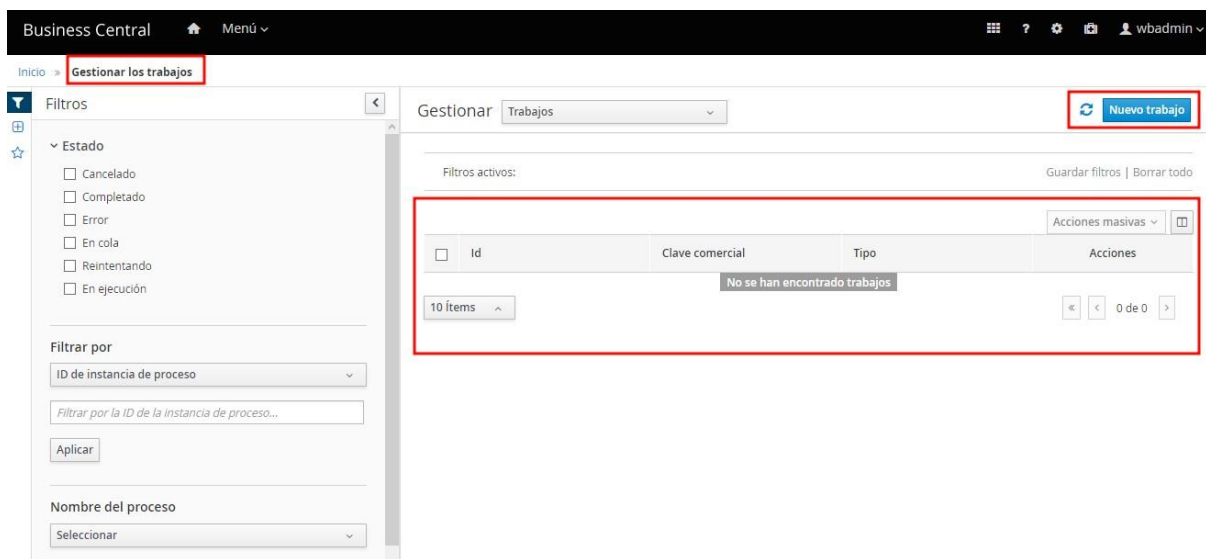 Business Central Menú ? wbadmin
Inicio » Gestionar los trabajos
Filtros
Estado
Cancelado
Completado
Error
En cola
Reintentando
En ejecución
Filtrar por
ID de instancia de proceso
Filtrar por la ID de la instancia de proceso...
Aplicar
Nombre del proceso
Seleccionar
Gestionar Trabajos Nuevo trabajo
Filtros activos: Guardar filtros | Borrar todo
Acciones masivas
Id Clave comercial Tipo Acciones
No se han encontrado trabajos
10 Ítems « < 0 de 0 >